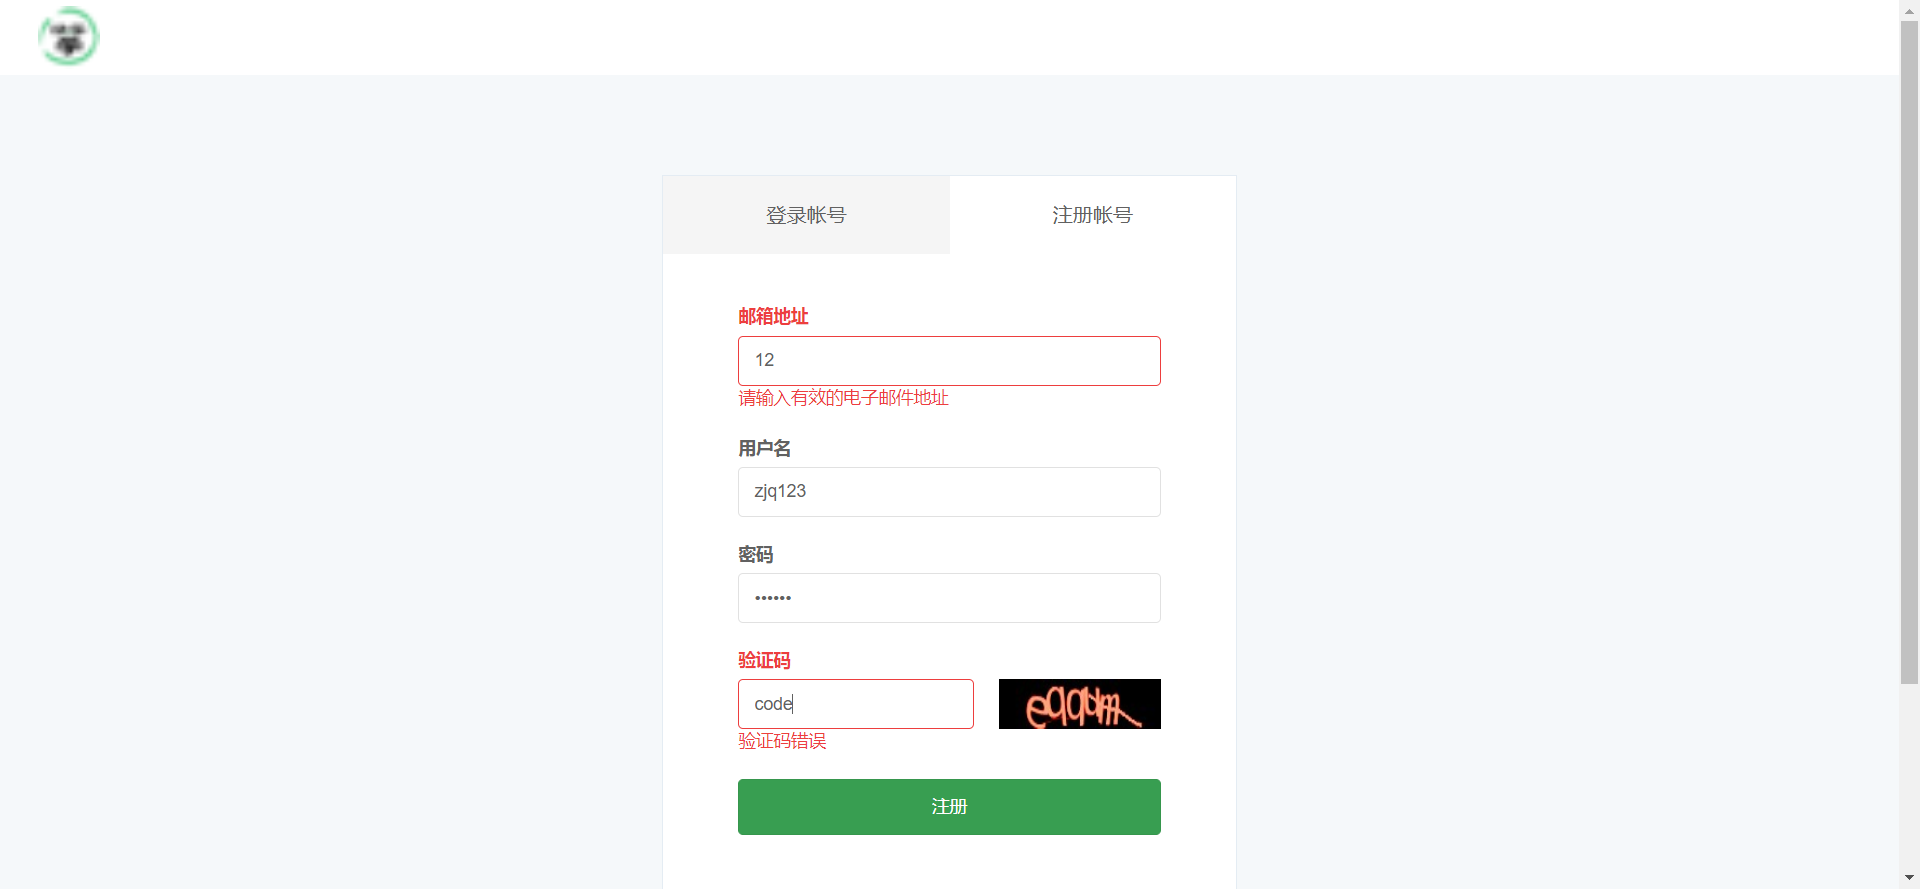 登录帐号
注册帐号
邮箱地址
12
请输入有效的电子邮件地址
用户名
zjq123
密码
••••••
验证码
code
验证码错误
注册